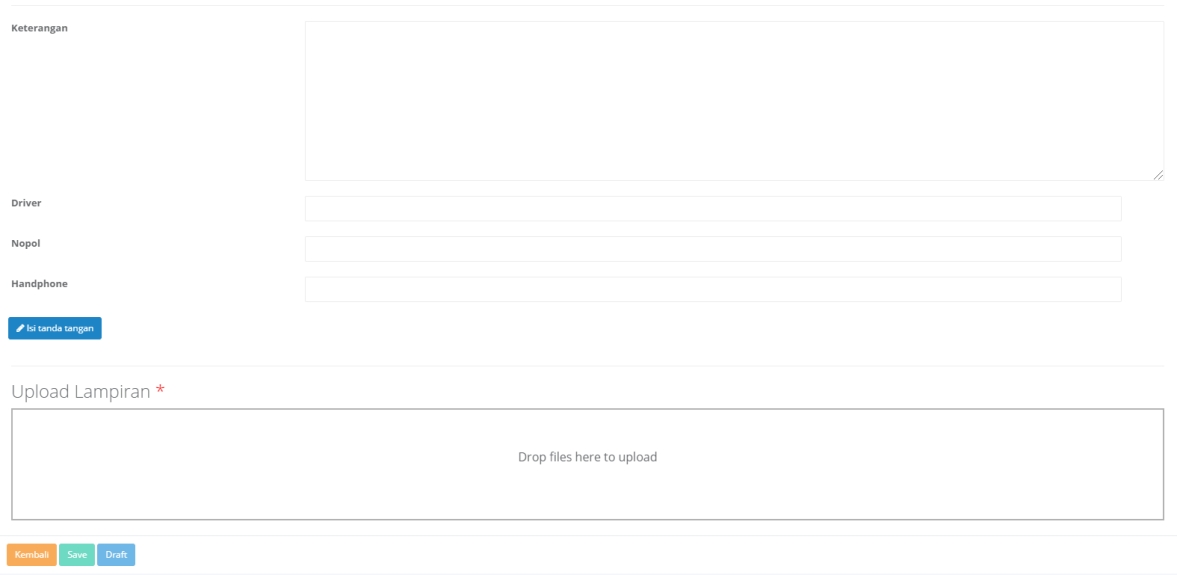 Keterangan
Driver
Nopol
Handphone
Isi tanda tangan
Upload Lampiran *
Drop files here to upload
Kembali Save Draft